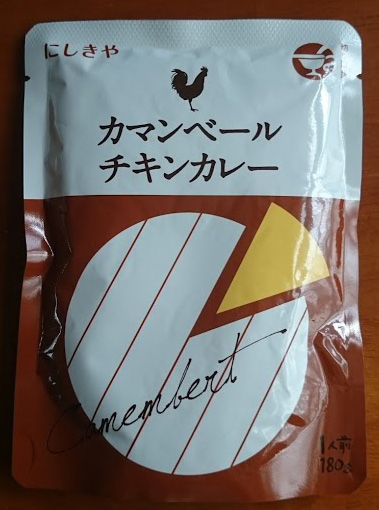 にしきや
カマンベール
チキンカレー
Camembert
1人前
180g